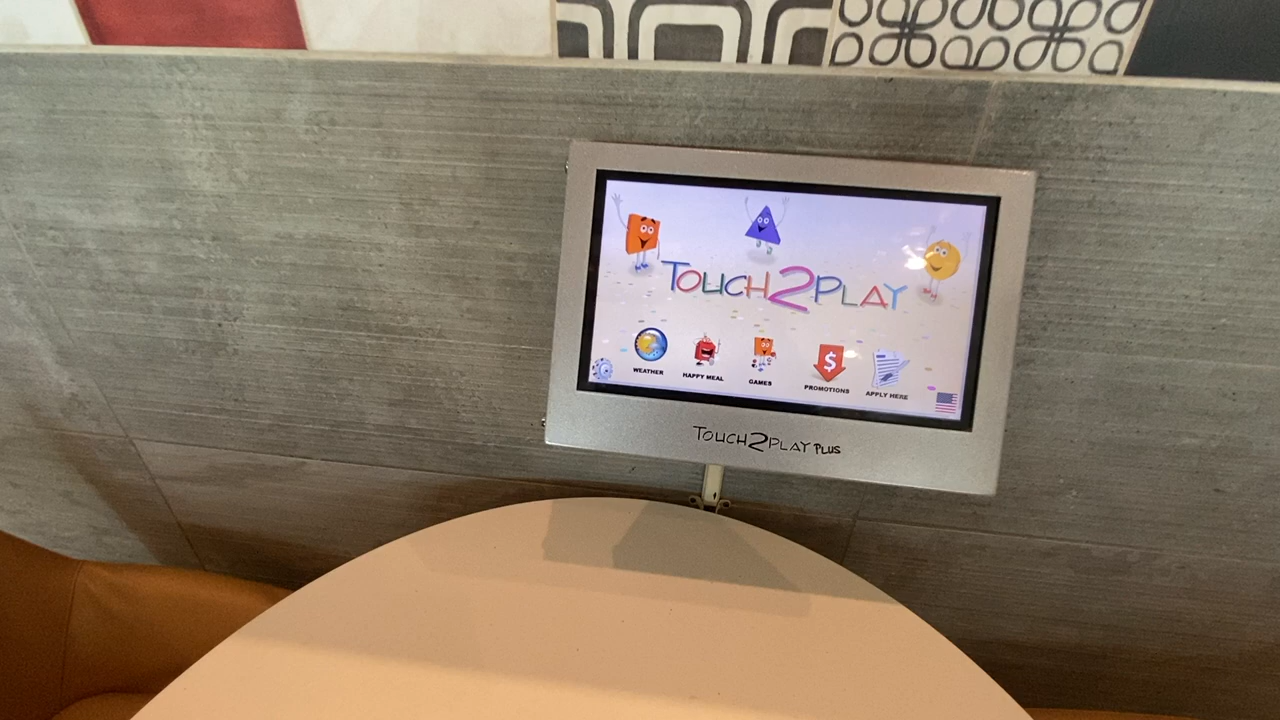 TOUCH2PLAY
WEATHER
HAPPY MEAL
GAMES
PROMOTIONS
APPLY HERE
$
TOUCH2PLAY PLUS